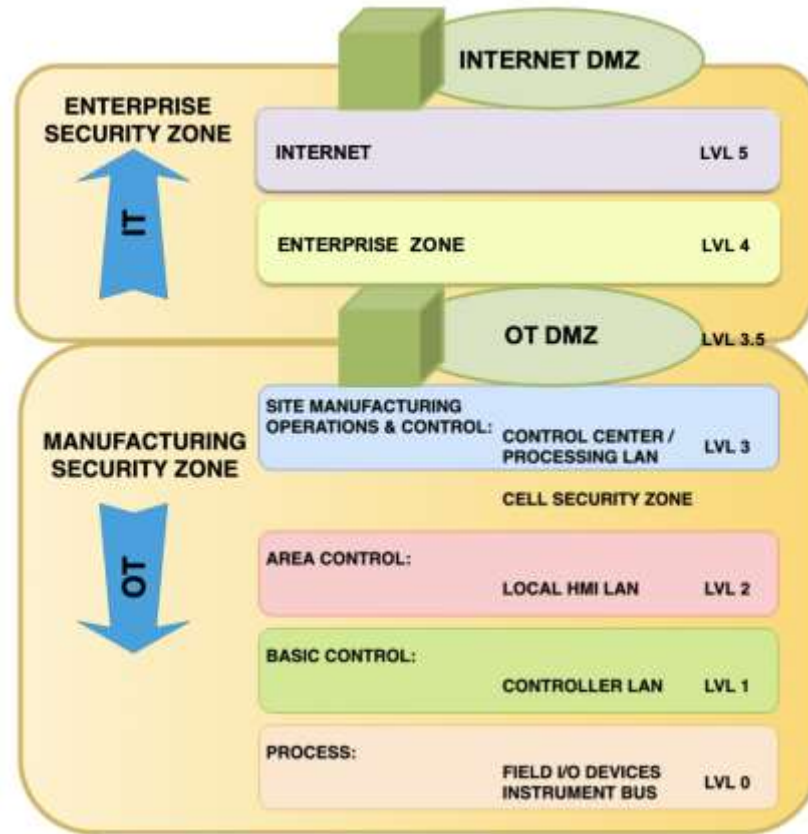 INTERNET DMZ
ENTERPRISE
SECURITY ZONE
IT
INTERNET LVL 5
ENTERPRISE ZONE LVL 4
OT DMZ LVL 3.5
MANUFACTURING
SECURITY ZONE
OT
SITE MANUFACTURING
OPERATIONS & CONTROL:
CONTROL CENTER /
PROCESSING LAN LVL 3
CELL SECURITY ZONE
AREA CONTROL:
LOCAL HMI LAN LVL 2
BASIC CONTROL:
CONTROLLER LAN LVL 1
PROCESS:
FIELD I/O DEVICES
INSTRUMENT BUS LVL 0